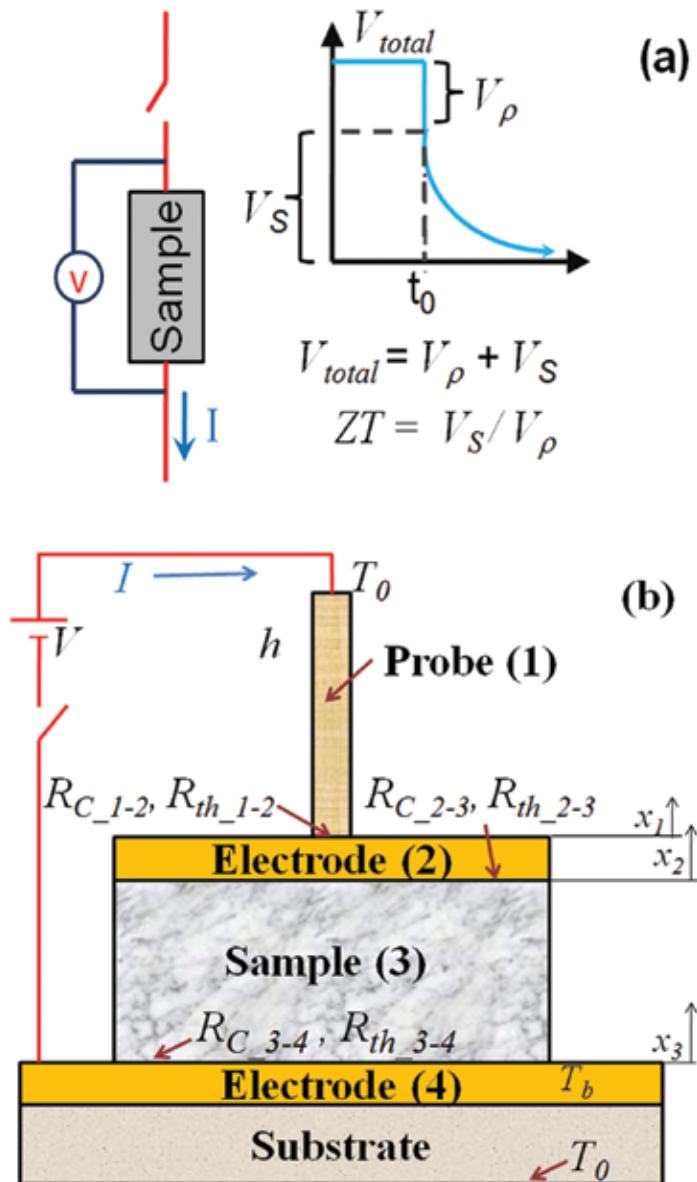 V_total
(a)
V_ρ
V_S
V
Sample
I
t_0
V_total = V_ρ + V_S
ZT = V_S / V_ρ
(b)
I
T_0
V
h
Probe (1)
R_C_1-2, R_th_1-2
R_C_2-3, R_th_2-3
x_1
x_2
Electrode (2)
Sample (3)
R_C_3-4 , R_th_3-4
x_3
Electrode (4)
T_b
Substrate
T_0